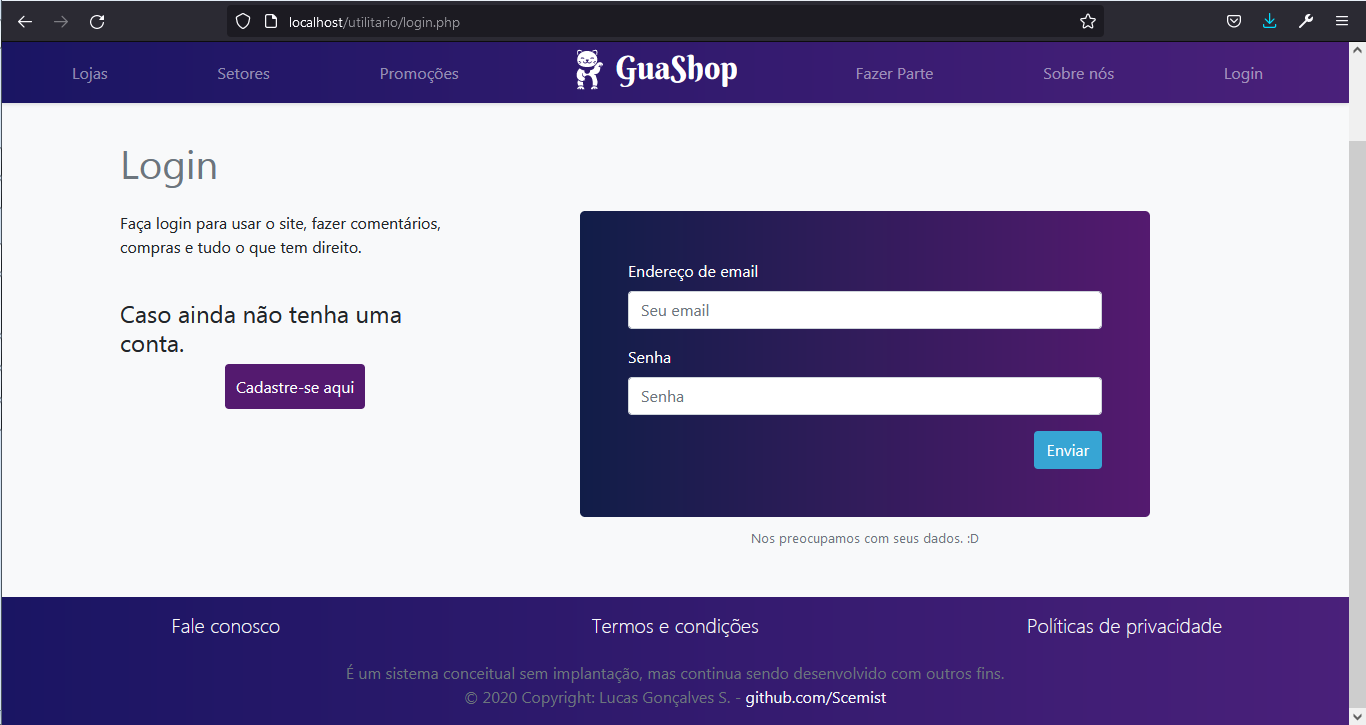 localhost/utilitario/login.php
Lojas Setores Promoções GuaShop Fazer Parte Sobre nós Login
Login
Faça login para usar o site, fazer comentários,
compras e tudo o que tem direito.
Caso ainda não tenha uma
conta.
Cadastre-se aqui
Endereço de email
Seu email
Senha
Senha
Enviar
Nos preocupamos com seus dados. :D
Fale conosco Termos e condições Políticas de privacidade
É um sistema conceitual sem implantação, mas continua sendo desenvolvido com outros fins.
© 2020 Copyright: Lucas Gonçalves S. - github.com/Scemist